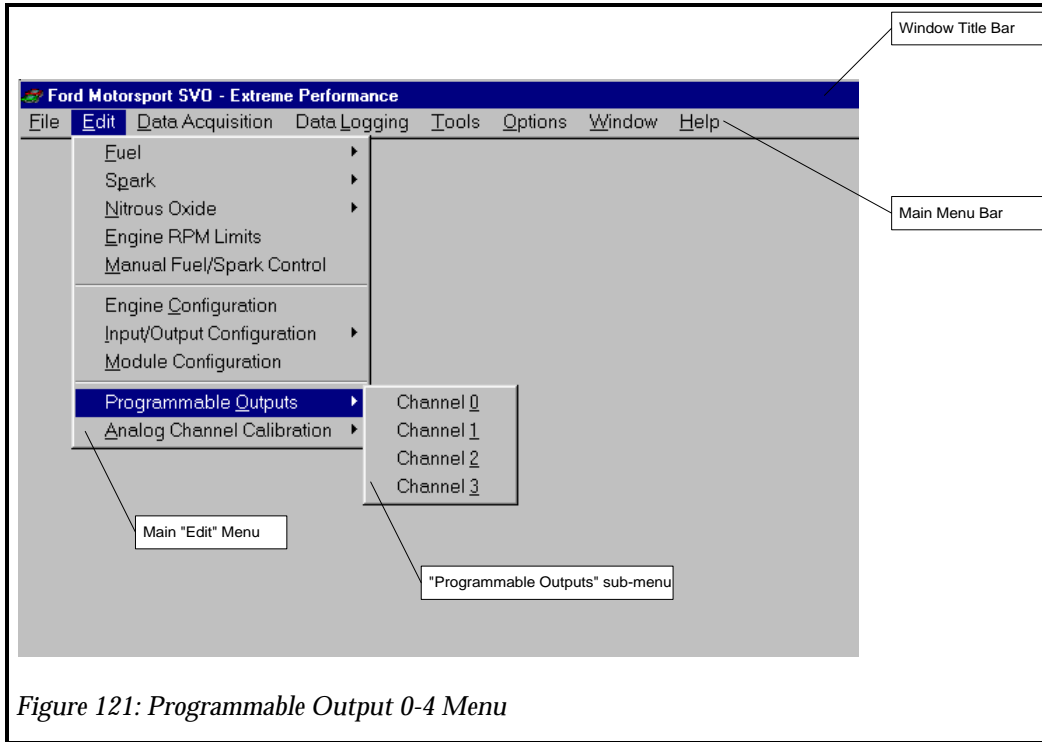 Window Title Bar
Ford Motorsport SVO - Extreme Performance
File Edit Data Acquisition Data Logging Tools Options Window Help
Fuel
Spark
Nitrous Oxide
Main Menu Bar
Engine RPM Limits
Manual Fuel/Spark Control
Engine Configuration
Input/Output Configuration
Module Configuration
Programmable Outputs
Channel 0
Analog Channel Calibration
Channel 1
Channel 2
Channel 3
Main "Edit" Menu
"Programmable Outputs" sub-menu
Figure 121: Programmable Output 0-4 Menu